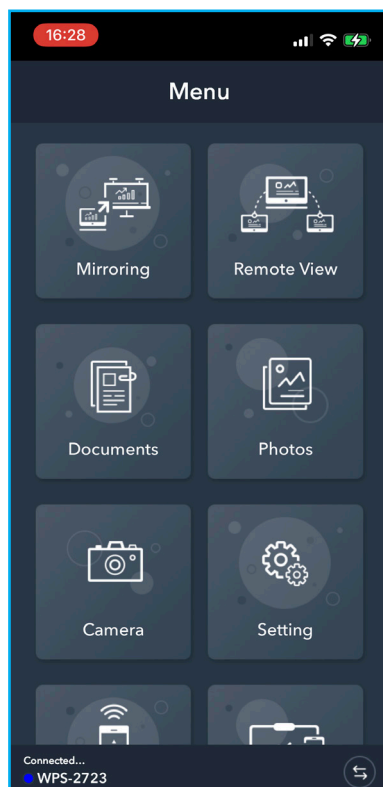 16:28
Menu
Mirroring
Remote View
Documents
Photos
Camera
Setting
Connected...
WPS-2723